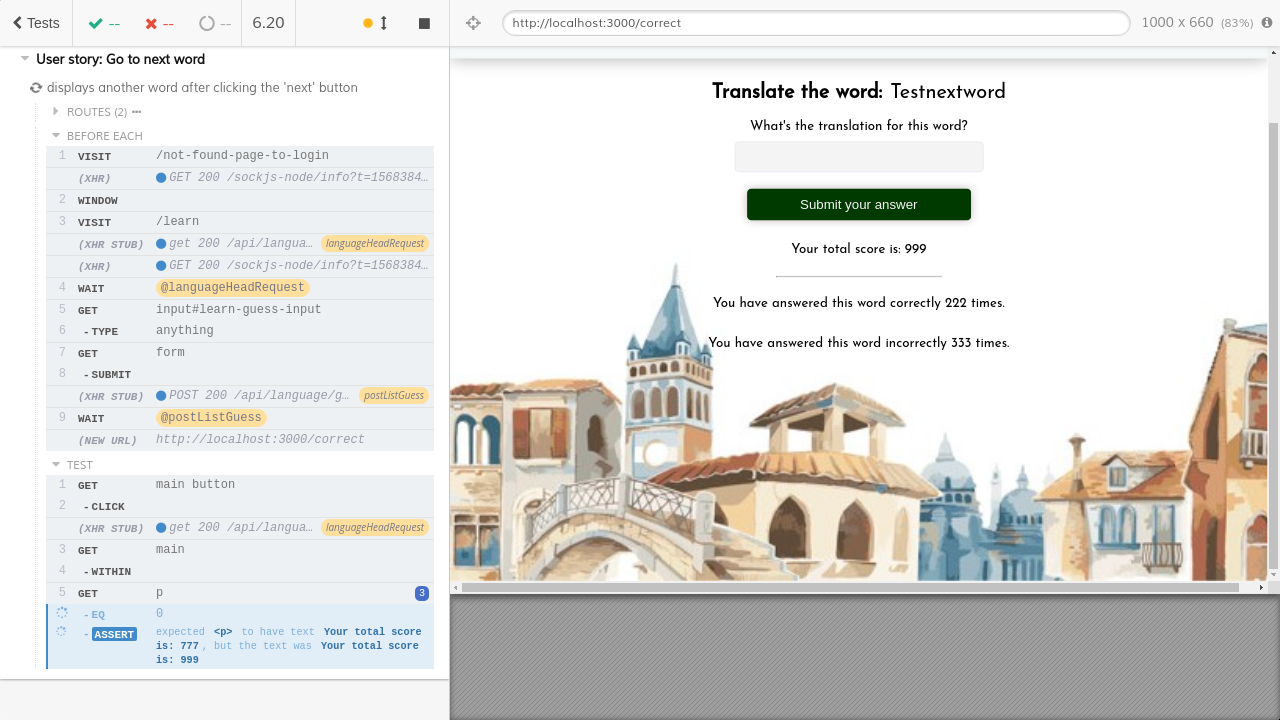 Tests -- -- -- 6.20
http://localhost:3000/correct 1000 x 660 (83%)
User story: Go to next word
displays another word after clicking the 'next' button
ROUTES (2)
BEFORE EACH
1 VISIT /not-found-page-to-login
(XHR) GET 200 /sockjs-node/info?t=1568384…
2 WINDOW
3 VISIT /learn
(XHR STUB) get 200 /api/langua… languageHeadRequest
(XHR) GET 200 /sockjs-node/info?t=1568384…
4 WAIT @languageHeadRequest
5 GET input#learn-guess-input
6 - TYPE anything
7 GET form
8 - SUBMIT
(XHR STUB) POST 200 /api/language/g… postListGuess
9 WAIT @postListGuess
(NEW URL) http://localhost:3000/correct
TEST
1 GET main button
2 - CLICK
(XHR STUB) get 200 /api/langua… languageHeadRequest
3 GET main
4 - WITHIN
5 GET p 3
- EQ 0
- ASSERT expected <p> to have text Your total score
is: 777, but the text was Your total score
is: 999
Translate the word: Testnextword
What's the translation for this word?
Submit your answer
Your total score is: 999
You have answered this word correctly 222 times.
You have answered this word incorrectly 333 times.